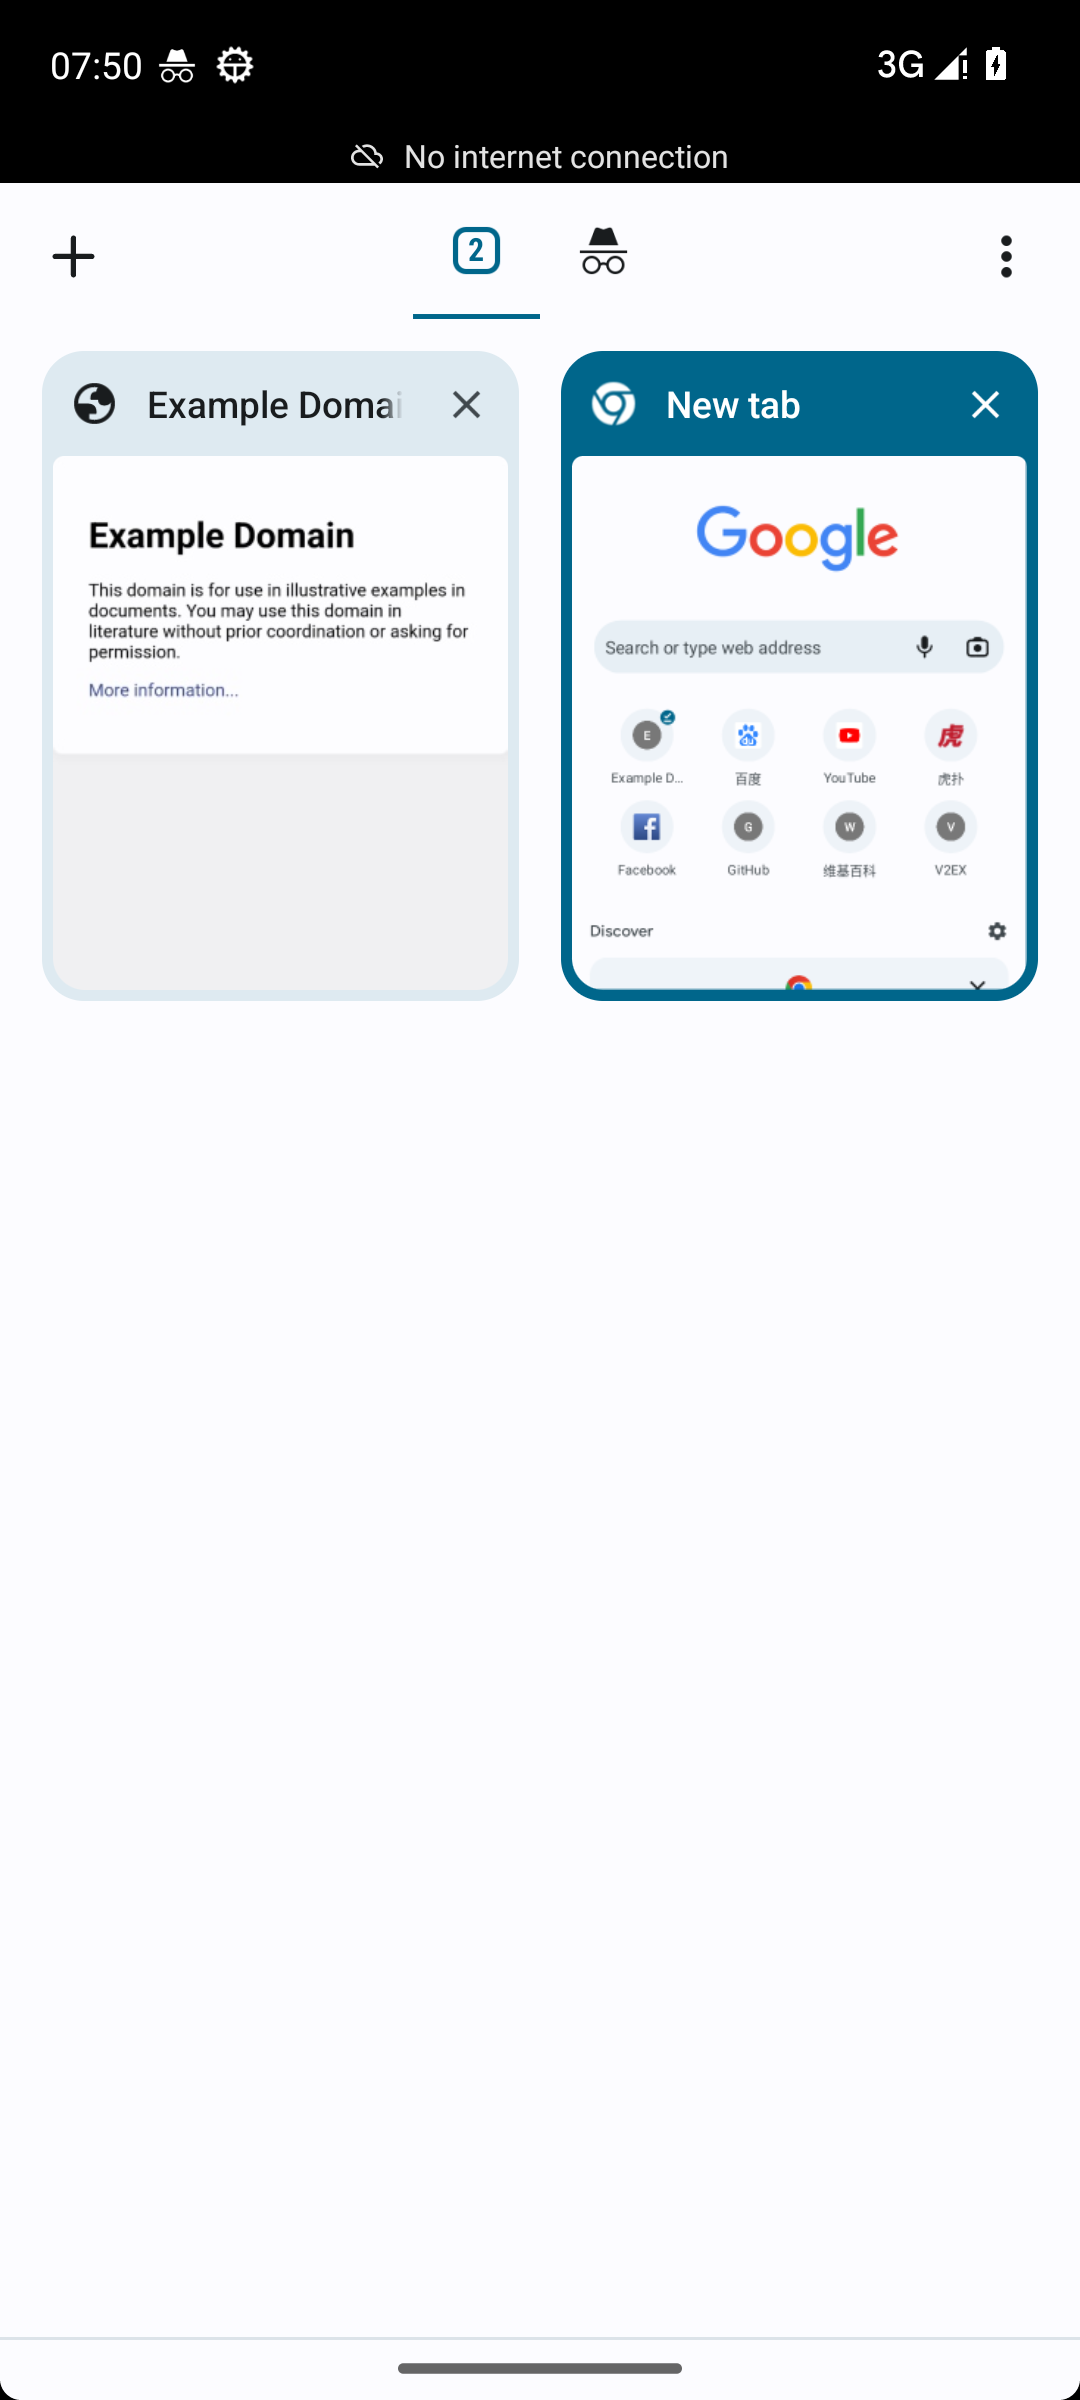 07:50
3G
No internet connection
2
Example Domai
New tab
Example Domain
This domain is for use in illustrative examples in
documents. You may use this domain in
literature without prior coordination or asking for
permission.
More information...
Google
Search or type web address
E
du
虎
Example D...
百度
YouTube
虎扑
f
G
W
V
Facebook
GitHub
维基百科
V2EX
Discover